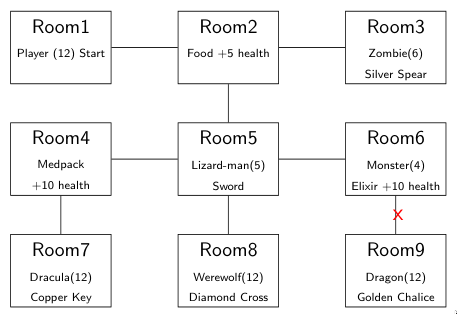 Room1
Player (12) Start
Room2
Food +5 health
Room3
Zombie(6)
Silver Spear
Room4
Medpack
+10 health
Room5
Lizard-man(5)
Sword
Room6
Monster(4)
Elixir +10 health
X
Room7
Dracula(12)
Copper Key
Room8
Werewolf(12)
Diamond Cross
Room9
Dragon(12)
Golden Chalice